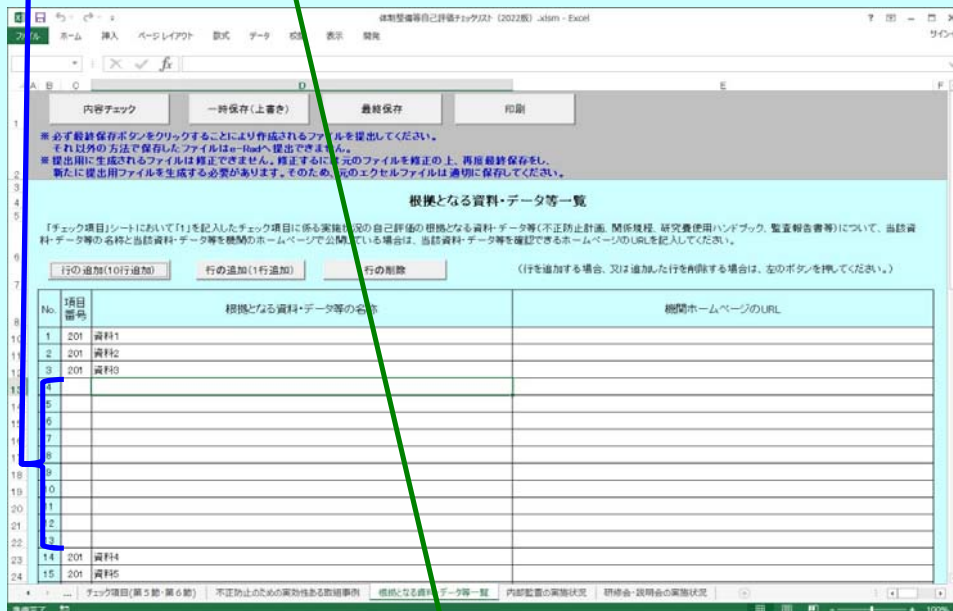 体制整備等自己評価チェックリスト (2022版) .xlsm - Excel
ホーム 挿入 ページレイアウト 数式 データ 校閲 表示 開発
A B C D E F
内容チェック 一時保存(上書き) 最終保存 印刷
※必ず最終保存ボタンをクリックすることにより作成されるファイルを提出してください。
それ以外の方法で保存したファイルはe-Radへ提出できません。
※提出用に生成されるファイルは修正できません。修正するには元のファイルを修正の上、再度最終保存をし、
新たに提出用ファイルを生成する必要があります。そのため、元のエクセルファイルは適切に保存してください。
根拠となる資料・データ等一覧
「チェック項目」シートにおいて「1」を記入したチェック項目に係る実施状況の自己評価の根拠となる資料・データ等(不正防止計画、関係規程、研究費使用ハンドブック、監査報告書等)について、当該資
料・データ等の名称と当該資料・データ等を機関のホームページで公開している場合は、当該資料・データ等を確認できるホームページのURLを記入してください。
行の追加(10行追加) 行の追加(1行追加) 行の削除 (行を追加する場合、又は追加した行を削除する場合は、左のボタンを押してください。)
No. 項目番号 根拠となる資料・データ等の名称 機関ホームページのURL
1 201 資料1
2 201 資料2
3 201 資料3
4
5
6
7
8
9
10
11
12
13
14 201 資料4
15 201 資料5
... チェック項目(第5節・第6節) 不正防止のための実効性ある取組事例 根拠となる資料・データ等一覧 内部監査の実施状況 研修会・説明会の実施状況
準備完了 100%